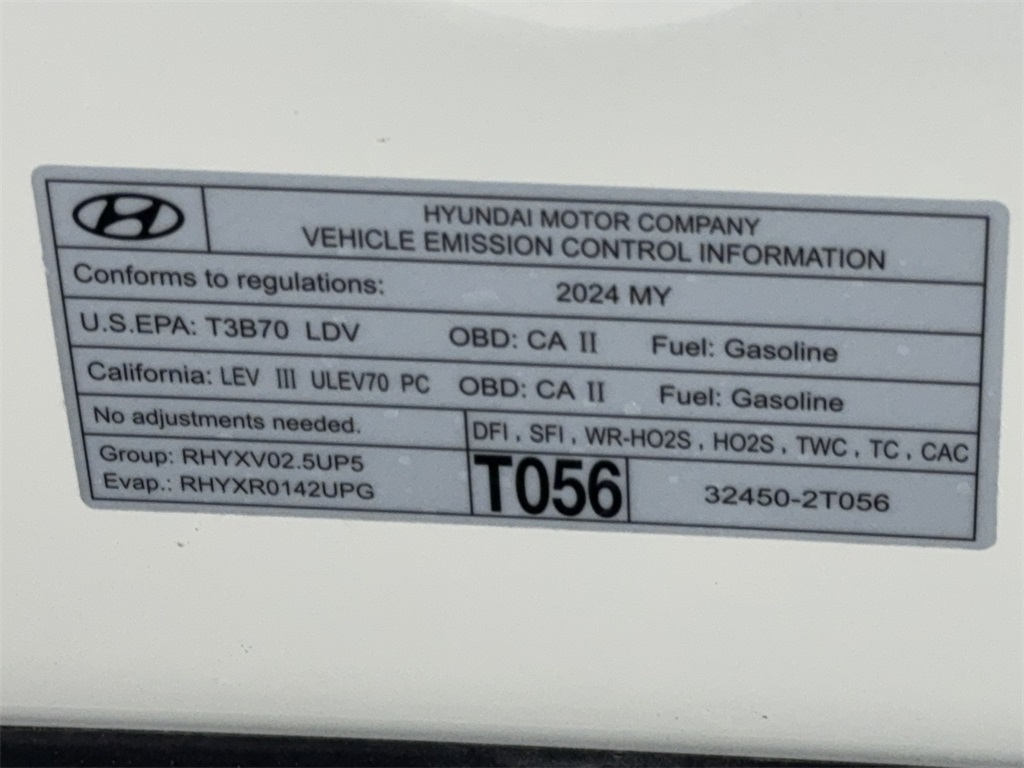 HYUNDAI MOTOR COMPANY
VEHICLE EMISSION CONTROL INFORMATION
Conforms to regulations: 2024 MY
U.S.EPA: T3B70 LDV OBD: CA II Fuel: Gasoline
California: LEV III ULEV70 PC OBD: CA II Fuel: Gasoline
No adjustments needed.
DFI , SFI , WR-HO2S , HO2S , TWC , TC , CAC
Group: RHYXV02.5UP5
Evap.: RHYXR0142UPG
T056
32450-2T056